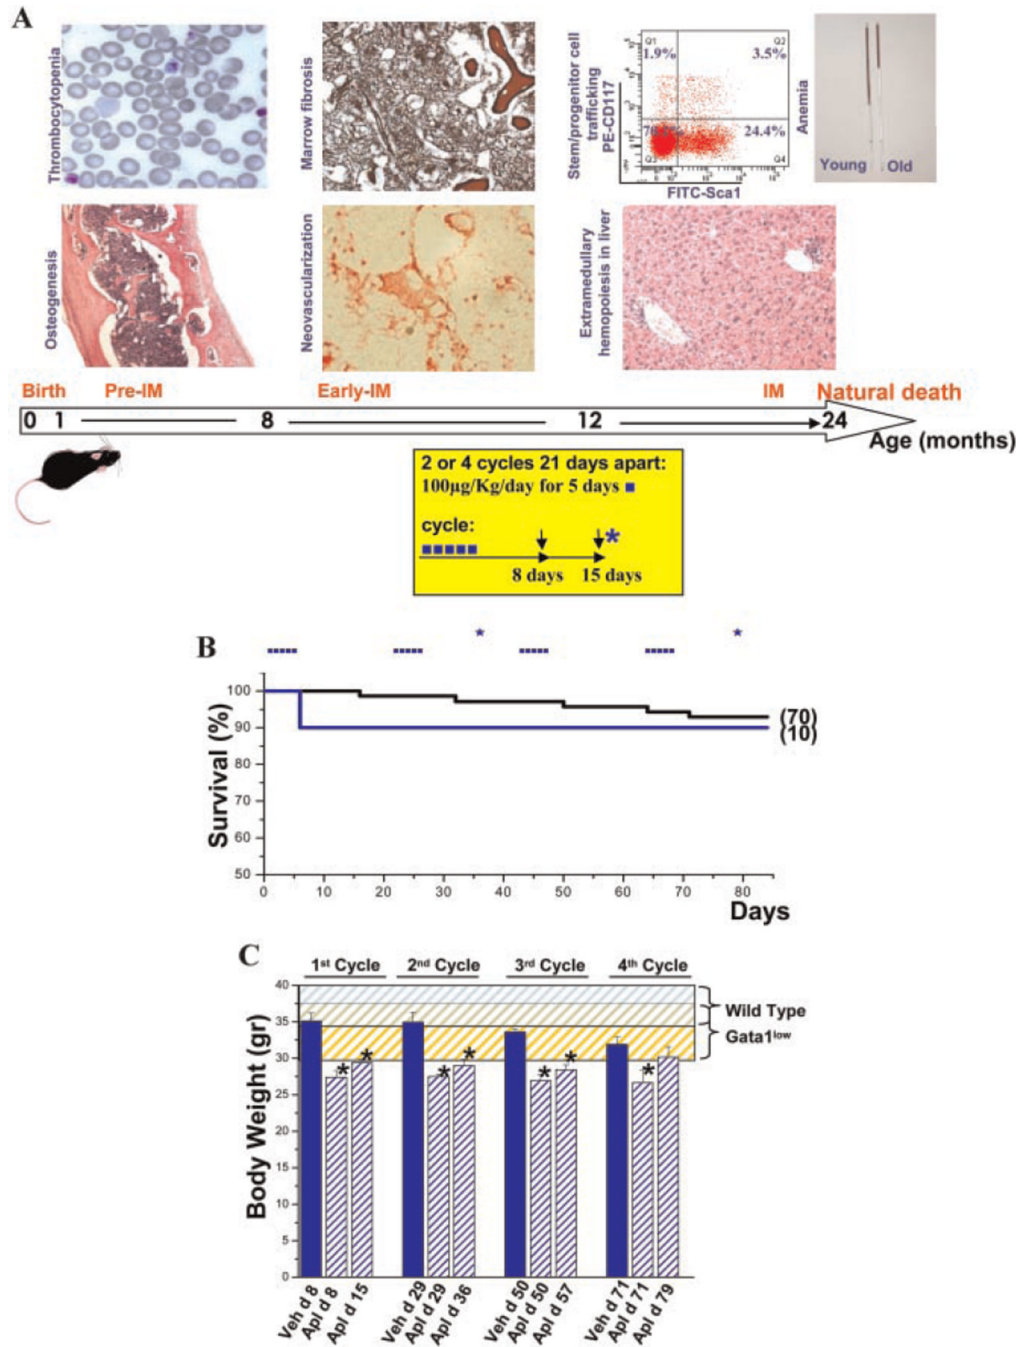 A
Thrombocytopenia
Marrow fibrosis
Stem/progenitor cell
trafficking
PE-CD117
Q1
Q2
1.9%
3.5%
24.4%
Q3
Q4
FITC-Sca1
Anemia
Young
Old
Osteogenesis
Neovascularization
Extramedullary
hemopoiesis in liver
Birth
Pre-IM
Early-IM
IM
Natural death
0 1 8 12 24
Age (months)
2 or 4 cycles 21 days apart:
100µg/Kg/day for 5 days
cycle:
*
8 days 15 days
B
* *
Survival (%)
100
90
80
70
60
50
(70)
(10)
0 10 20 30 40 50 60 70 80
Days
C
1st Cycle 2nd Cycle 3rd Cycle 4th Cycle
Body Weight (gr)
40
35
30
25
20
15
10
5
0
Wild Type
Gata1low
* * * * * * *
Veh d 8
Apl d 8
Apl d 15
Veh d 29
Apl d 29
Apl d 36
Veh d 50
Apl d 50
Apl d 57
Veh d 71
Apl d 71
Apl d 79